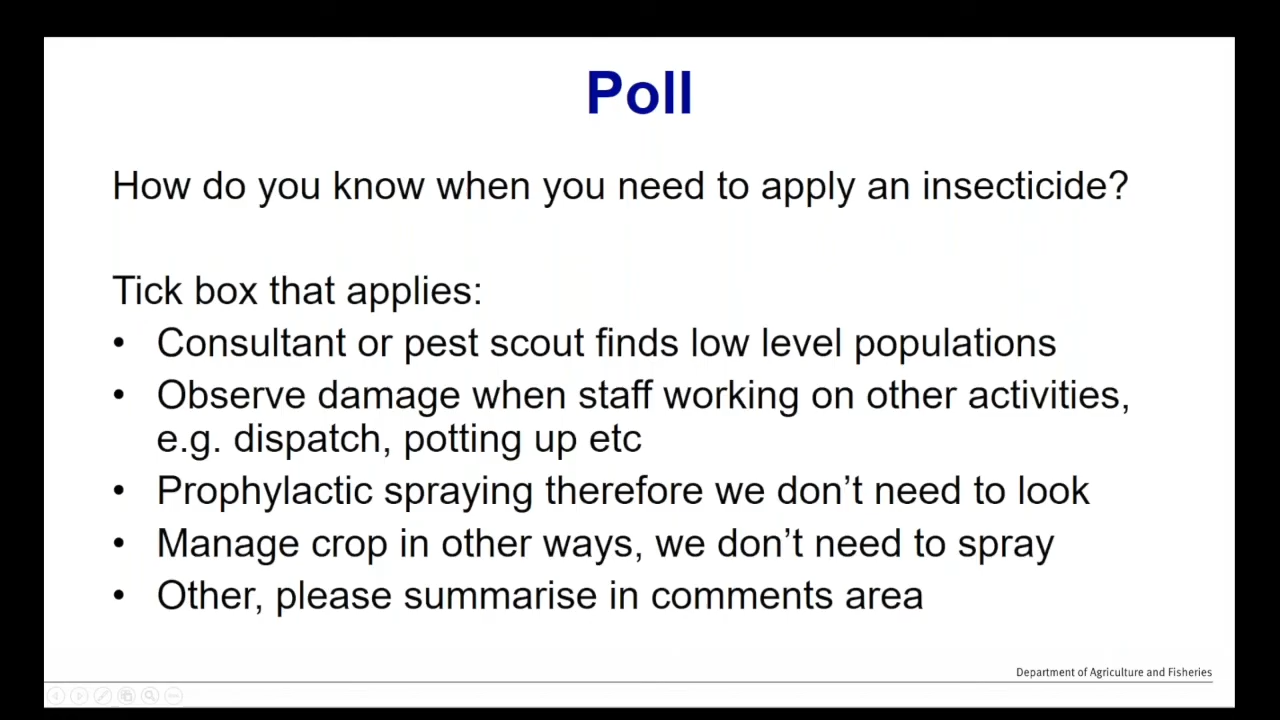 Poll
How do you know when you need to apply an insecticide?
Tick box that applies:
• Consultant or pest scout finds low level populations
• Observe damage when staff working on other activities,
e.g. dispatch, potting up etc
• Prophylactic spraying therefore we don’t need to look
• Manage crop in other ways, we don’t need to spray
• Other, please summarise in comments area
Department of Agriculture and Fisheries